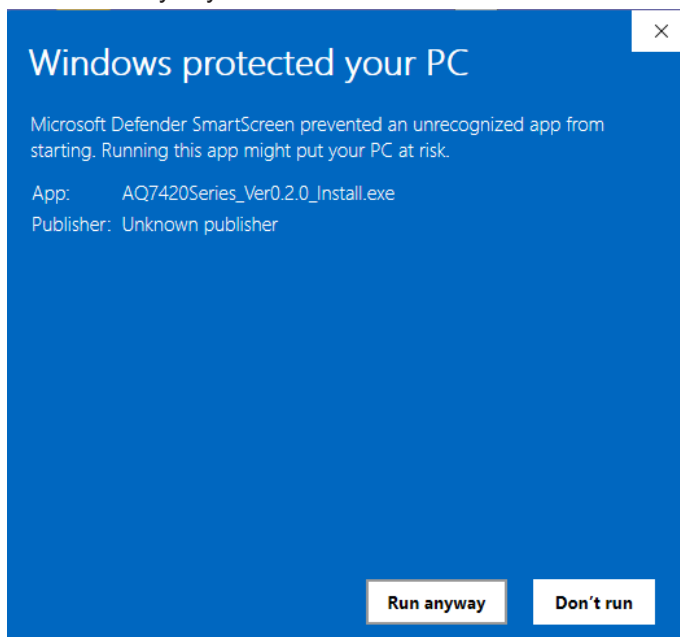 Windows protected your PC
Microsoft Defender SmartScreen prevented an unrecognized app from
starting. Running this app might put your PC at risk.
App: AQ7420Series_Ver0.2.0_Install.exe
Publisher: Unknown publisher
Run anyway Don't run